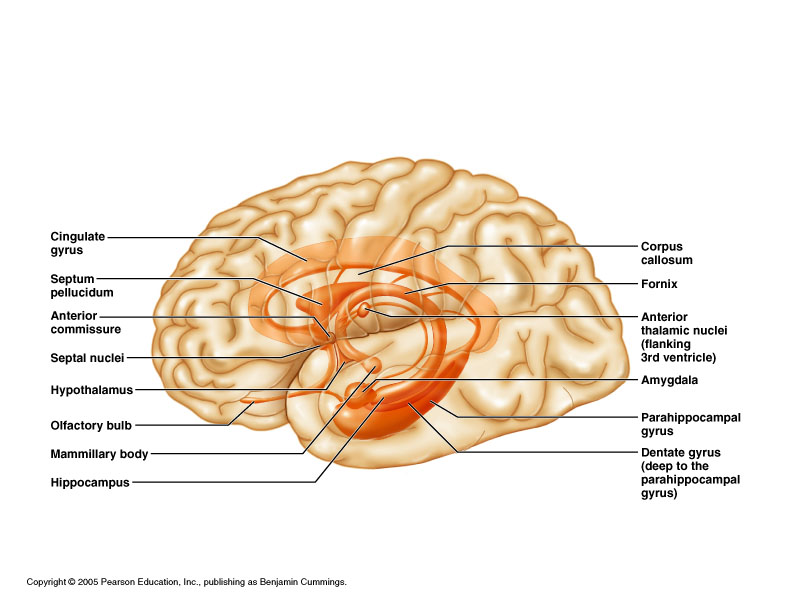 Cingulate
gyrus
Septum
pellucidum
Anterior
commissure
Septal nuclei
Hypothalamus
Olfactory bulb
Mammillary body
Hippocampus
Corpus
callosum
Fornix
Anterior
thalamic nuclei
(flanking
3rd ventricle)
Amygdala
Parahippocampal
gyrus
Dentate gyrus
(deep to the
parahippocampal
gyrus)
Copyright © 2005 Pearson Education, Inc., publishing as Benjamin Cummings.